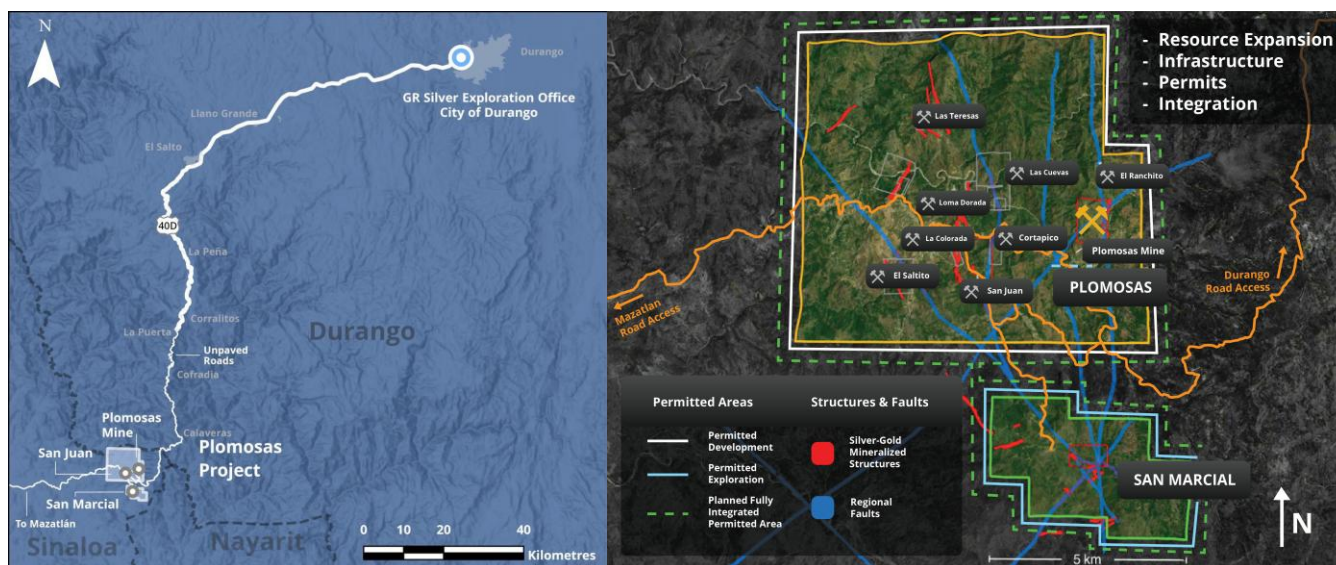 N
Durango
GR Silver Exploration Office
City of Durango
Llano Grande
El Salto
40D
La Peña
Corralitos
La Puerta
Durango
Unpaved
Roads
Cofradia
Plomosas
Mine
Calaveras
San Juan
Plomosas
Project
San Marcial
To Mazatlán
Sinaloa
Nayarit
0 10 20 40
Kilometres
- Resource Expansion
- Infrastructure
- Permits
- Integration
Las Teresas
Las Cuevas
El Ranchito
Loma Dorada
La Colorada
Cortapico
Plomosas Mine
El Saltito
San Juan
PLOMOSAS
Mazatlan
Road Access
Durango
Road Access
Permitted Areas
Permitted
Development
Permitted
Exploration
Planned Fully
Integrated
Permitted Area
Structures & Faults
Silver-Gold
Mineralized
Structures
Regional
Faults
SAN MARCIAL
N
5 km